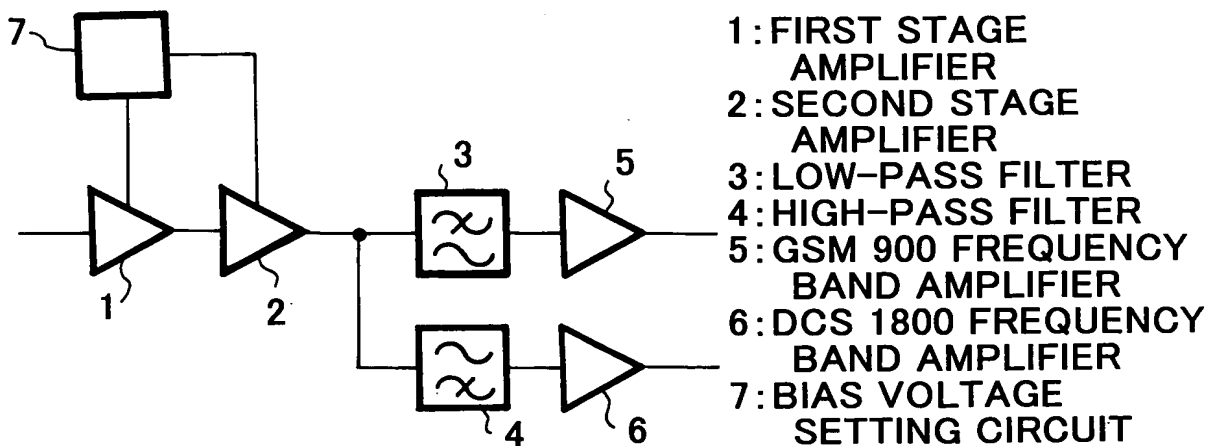 7
1
2
3
4
5
6
1:FIRST STAGE
AMPLIFIER
2:SECOND STAGE
AMPLIFIER
3:LOW-PASS FILTER
4:HIGH-PASS FILTER
5:GSM 900 FREQUENCY
BAND AMPLIFIER
6:DCS 1800 FREQUENCY
BAND AMPLIFIER
7:BIAS VOLTAGE
SETTING CIRCUIT